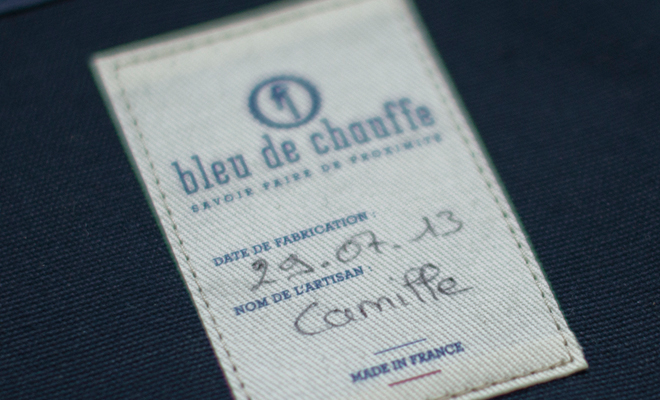 bleu de chauffe
SAVOIR FAIRE DE PROXIMITÉ
DATE DE FABRICATION :
29.07.13
NOM DE L'ARTISAN :
Camille
MADE IN FRANCE